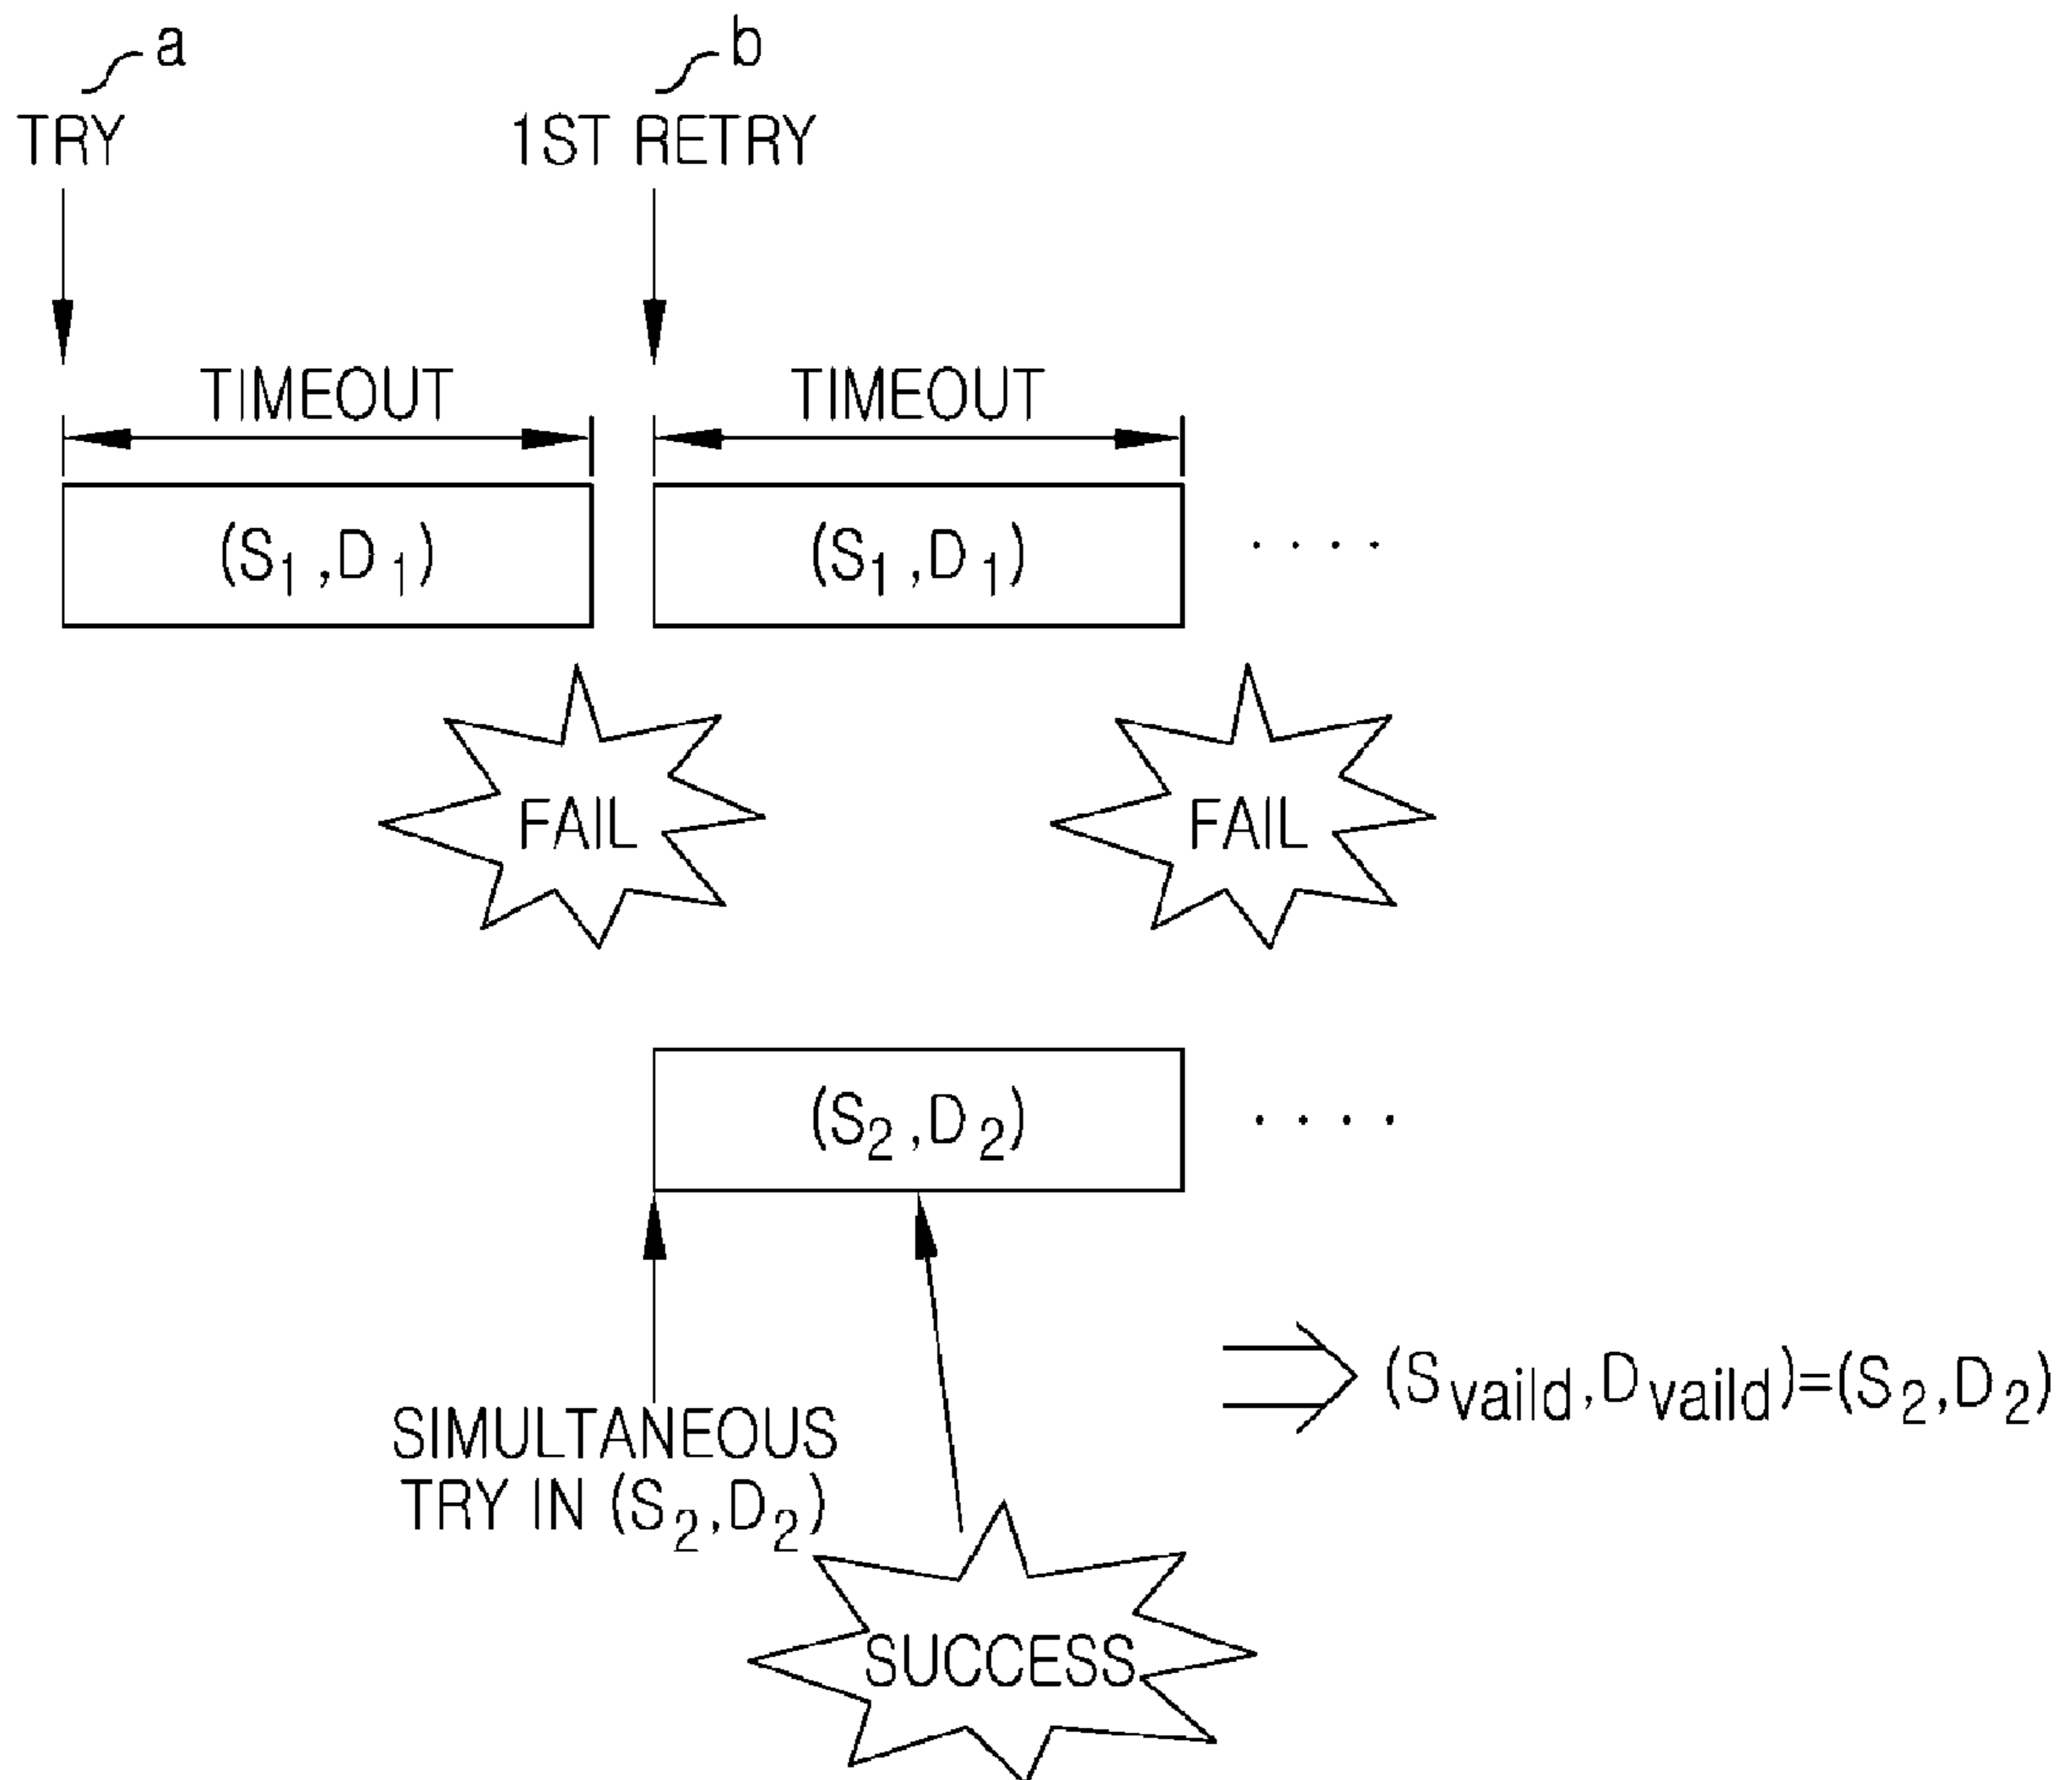 a
b
TRY
1ST RETRY
TIMEOUT
TIMEOUT
(S1,D1)
(S1,D1)
. . . .
FAIL
FAIL
(S2,D2)
. . . .
(Svaild,Dvaild)=(S2,D2)
SIMULTANEOUS
TRY IN (S2,D2)
SUCCESS